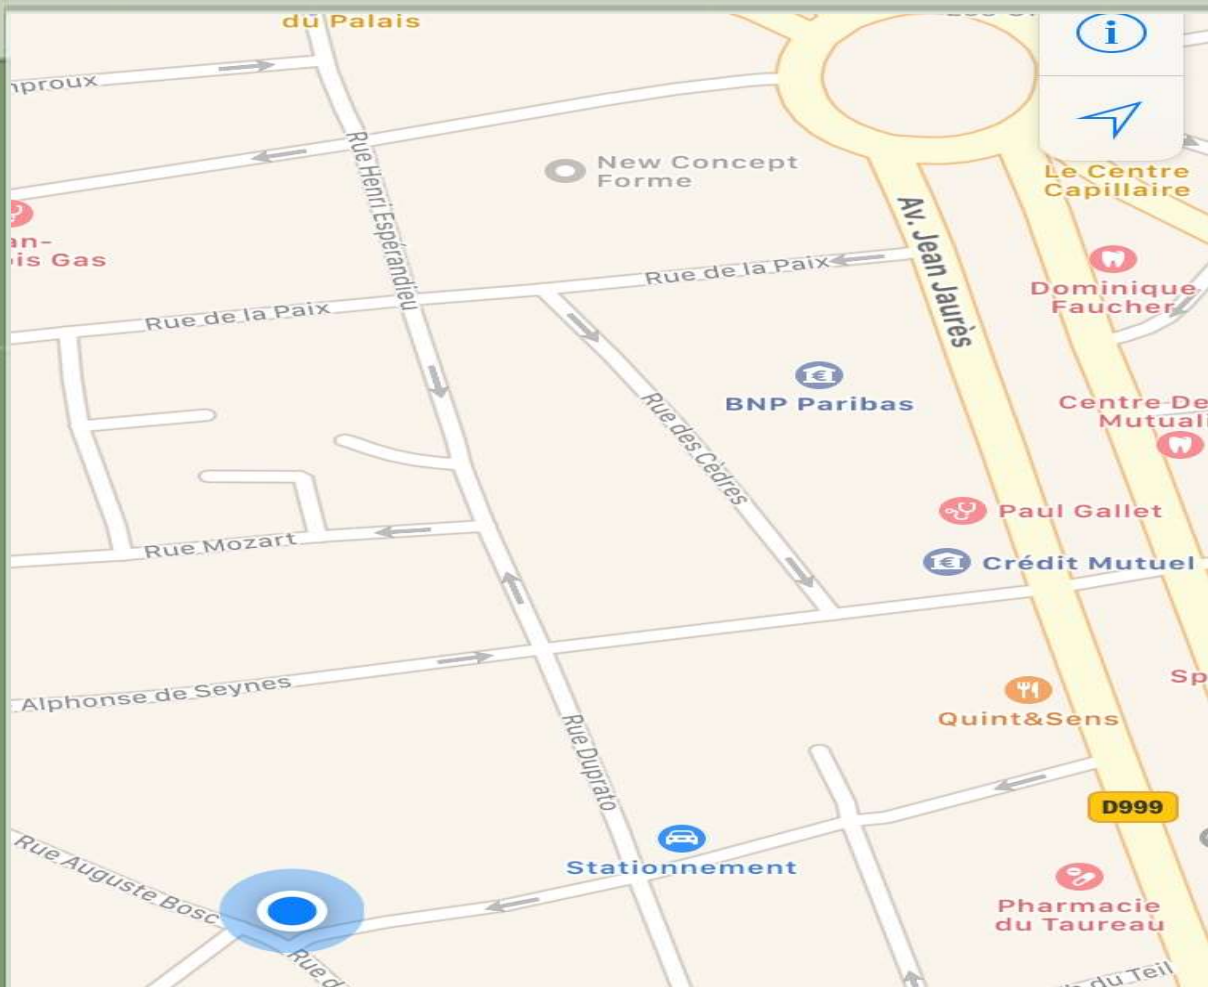 du Palais
nproux
Rue Henri Espérandieu
New Concept
Forme
Le Centre
Capillaire
an-
is Gas
Av. Jean Jaurès
Rue de la Paix
Dominique
Faucher
Rue de la Paix
BNP Paribas
Centre De
Mutuali
Rue des Cèdres
Paul Gallet
Rue Mozart
Crédit Mutuel
Alphonse de Seynes
Sp
Quint&Sens
Rue Duprato
D999
Rue Auguste Bosc
Stationnement
Pharmacie
du Taureau
Rue d
du Teil